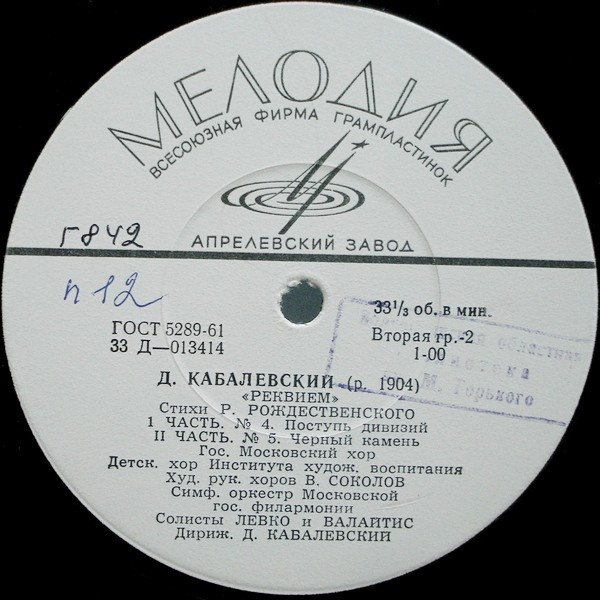 МЕЛОДИЯ
ВСЕСОЮЗНАЯ ФИРМА ГРАМПЛАСТИНОК
АПРЕЛЕВСКИЙ ЗАВОД
Г842
п 12
ГОСТ 5289-61
33 Д—013414
33 1/3 об. в мин.
Вторая гр.-2
1-00
областная
М. Горького
Д. КАБАЛЕВСКИЙ (р. 1904)
«РЕКВИЕМ»
Стихи Р. РОЖДЕСТВЕНСКОГО
I ЧАСТЬ. № 4. Поступь дивизий
II ЧАСТЬ. № 5. Черный камень
Гос. Московский хор
Детск. хор Института худож. воспитания
Худ. рук. хоров В. СОКОЛОВ
Симф. оркестр Московской
гос. филармонии
Солисты ЛЕВКО и ВАЛАЙТИС
Дириж. Д. КАБАЛЕВСКИЙ